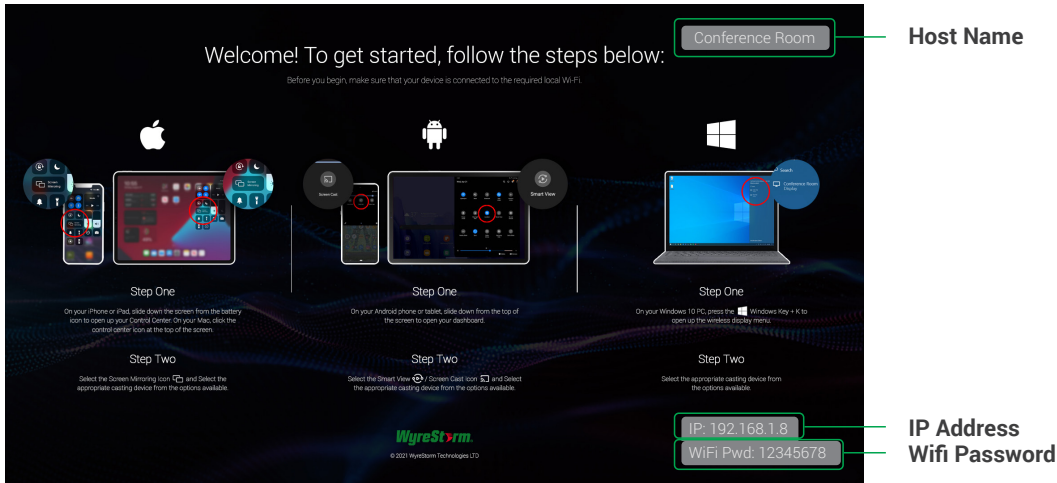 Conference Room
Host Name
Welcome! To get started, follow the steps below:
Before you begin, make sure that your device is connected to the required local Wi-Fi.
Screen Mirroring
Screen Mirroring
Screen Cast
Smart View
Search
Conference Room
Display
Step One
On your iPhone or iPad, slide down the screen from the battery
icon to open up your Control Center. On your Mac, click the
control center icon at the top of the screen.
Step Two
Select the Screen Mirroring Icon and Select the
appropriate casting device from the options available.
Step One
On your Android phone or tablet, slide down from the top of
the screen to open your dashboard.
Step Two
Select the Smart View / Screen Cast Icon and Select
the appropriate casting device from the options available.
Step One
On your Windows 10 PC, press the Windows Key + K to
open up the wireless display menu.
Step Two
Select the appropriate casting device from
the options available.
WyreStorm
© 2021 WyreStorm Technologies LTD
IP: 192.168.1.8
IP Address
WiFi Pwd: 12345678
Wifi Password